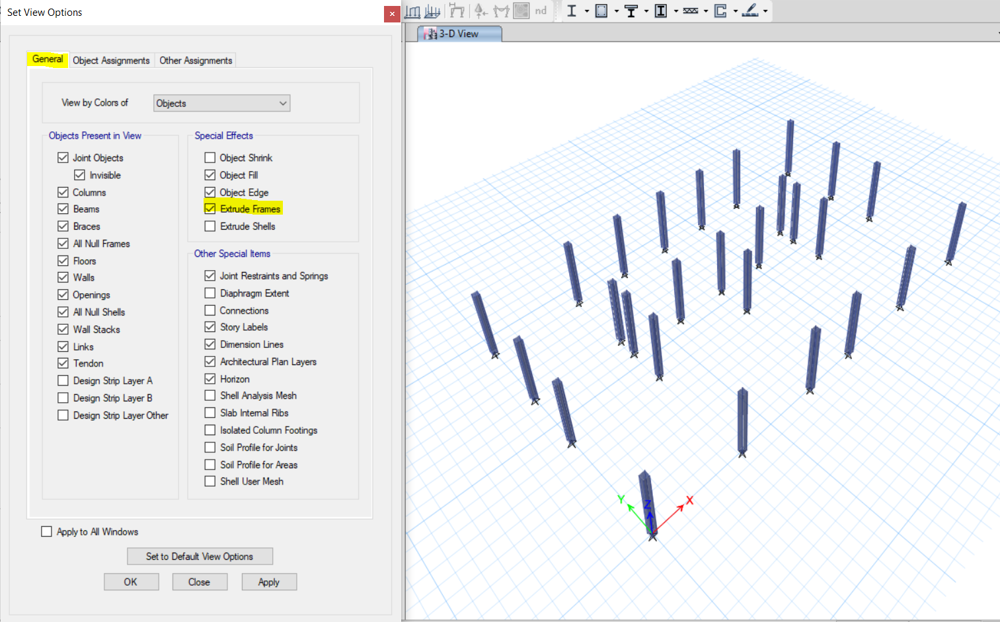 Set View Options
General
Object Assignments
Other Assignments
View by Colors of
Objects
Objects Present in View
Joint Objects
Invisible
Columns
Beams
Braces
All Null Frames
Floors
Walls
Openings
All Null Shells
Wall Stacks
Links
Tendon
Design Strip Layer A
Design Strip Layer B
Design Strip Layer Other
Special Effects
Object Shrink
Object Fill
Object Edge
Extrude Frames
Extrude Shells
Other Special Items
Joint Restraints and Springs
Diaphragm Extent
Connections
Story Labels
Dimension Lines
Architectural Plan Layers
Horizon
Shell Analysis Mesh
Slab Internal Ribs
Isolated Column Footings
Soil Profile for Joints
Soil Profile for Areas
Shell User Mesh
Apply to All Windows
Set to Default View Options
OK
Close
Apply
nd
3-D View
Y
Z
X